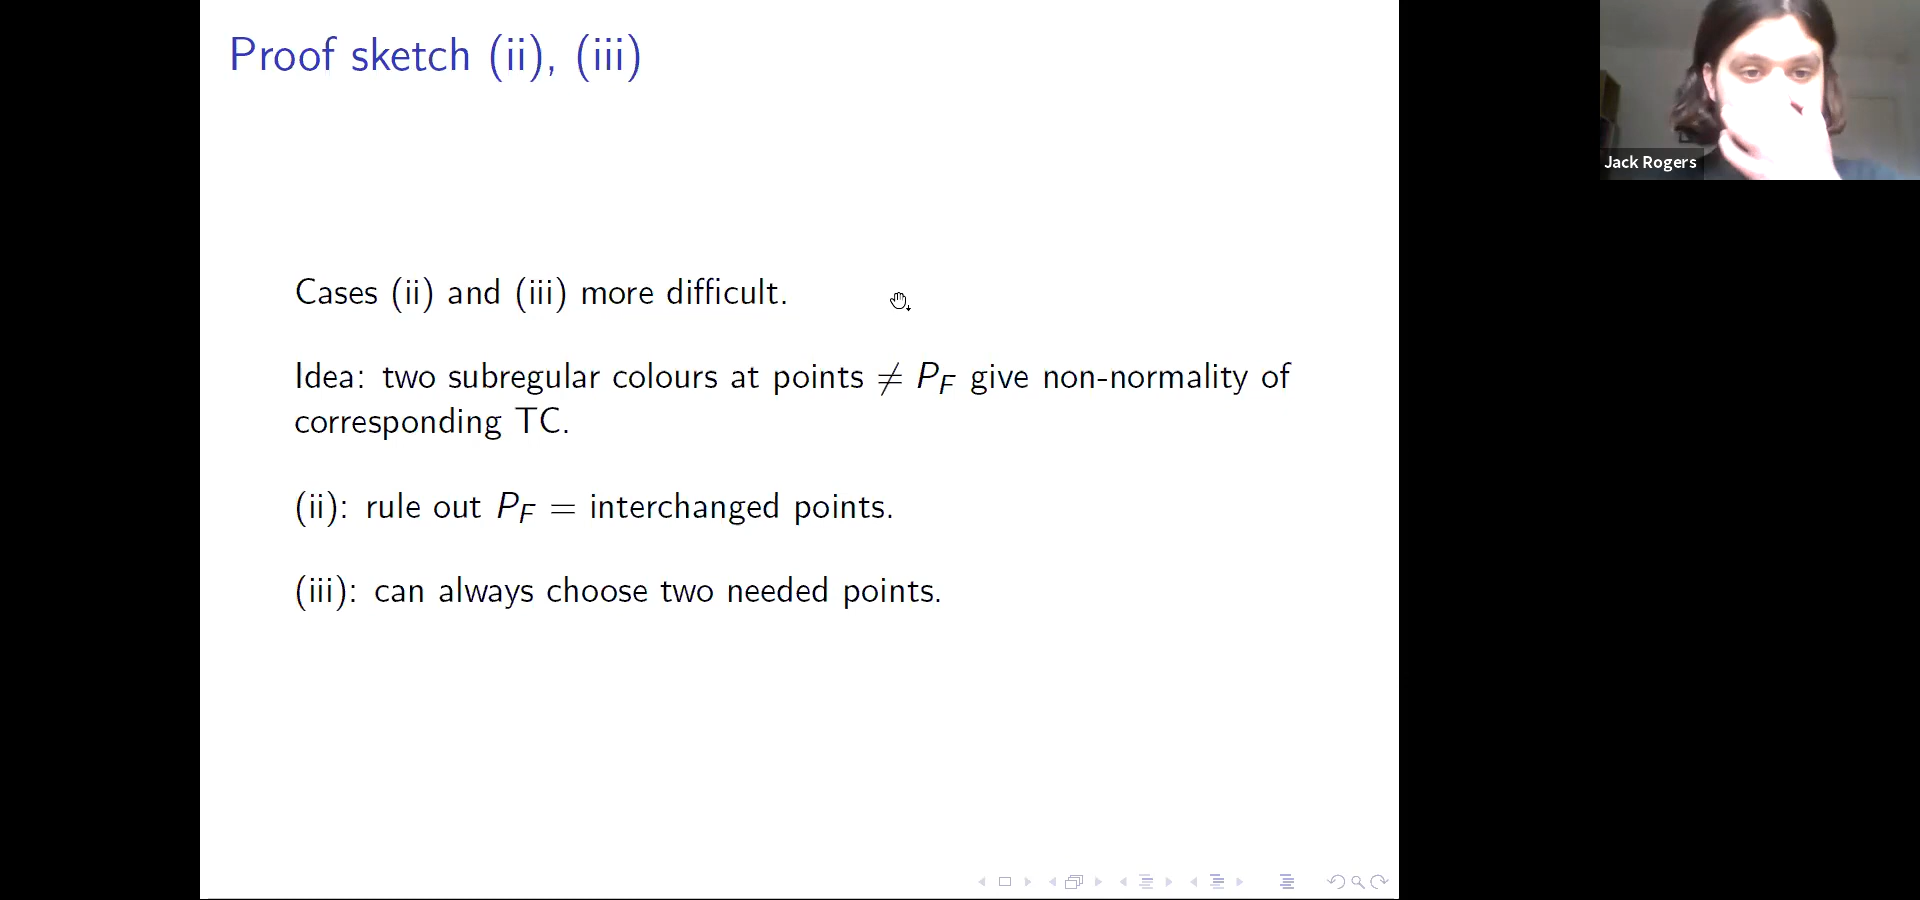 Proof sketch (ii), (iii)
Jack Rogers
Cases (ii) and (iii) more difficult.
Idea: two subregular colours at points ≠ P_F give non-normality of
corresponding TC.
(ii): rule out P_F = interchanged points.
(iii): can always choose two needed points.